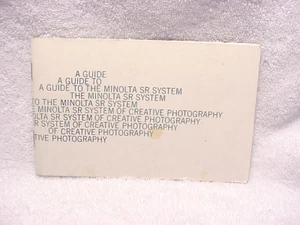 A GUIDE
A GUIDE TO
A GUIDE TO THE MINOLTA SR SYSTEM
THE MINOLTA SR SYSTEM
TO THE MINOLTA SR SYSTEM
MINOLTA SR SYSTEM OF CREATIVE PHOTOGRAPHY
LTA SR SYSTEM OF CREATIVE PHOTOGRAPHY
R SYSTEM OF CREATIVE PHOTOGRAPHY
OF CREATIVE PHOTOGRAPHY
TIVE PHOTOGRAPHY